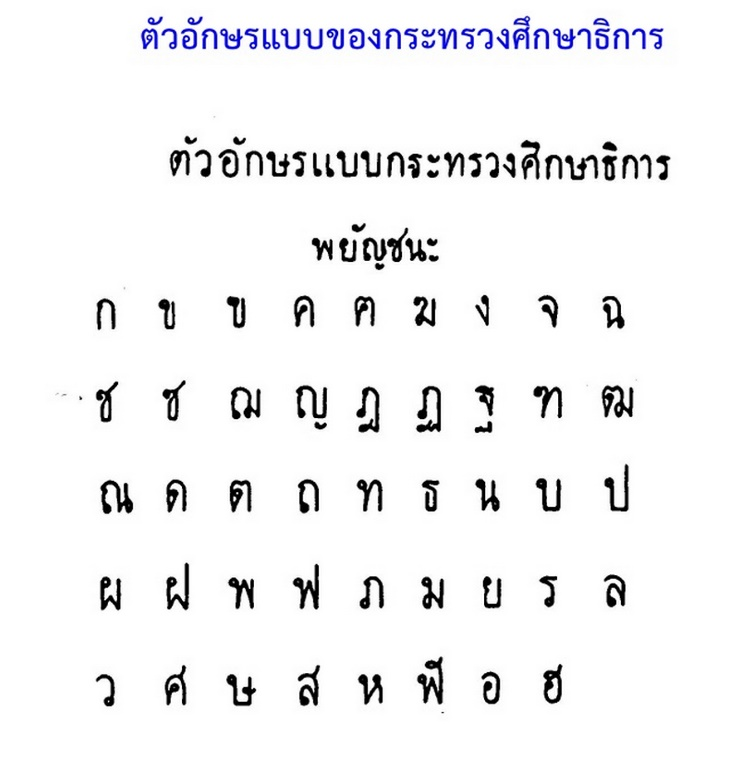 ตัวอักษรแบบของกระทรวงศึกษาธิการ
ตัวอักษรแบบกระทรวงศึกษาธิการ
พยัญชนะ
ก ข ฃ ค ฅ ฆ ง จ ฉ
ช ซ ฌ ญ ฎ ฏ ฐ ฑ ฒ
ณ ด ต ถ ท ธ น บ ป
ผ ฝ พ ฟ ภ ม ย ร ล
ว ศ ษ ส ห ฬ อ ฮ